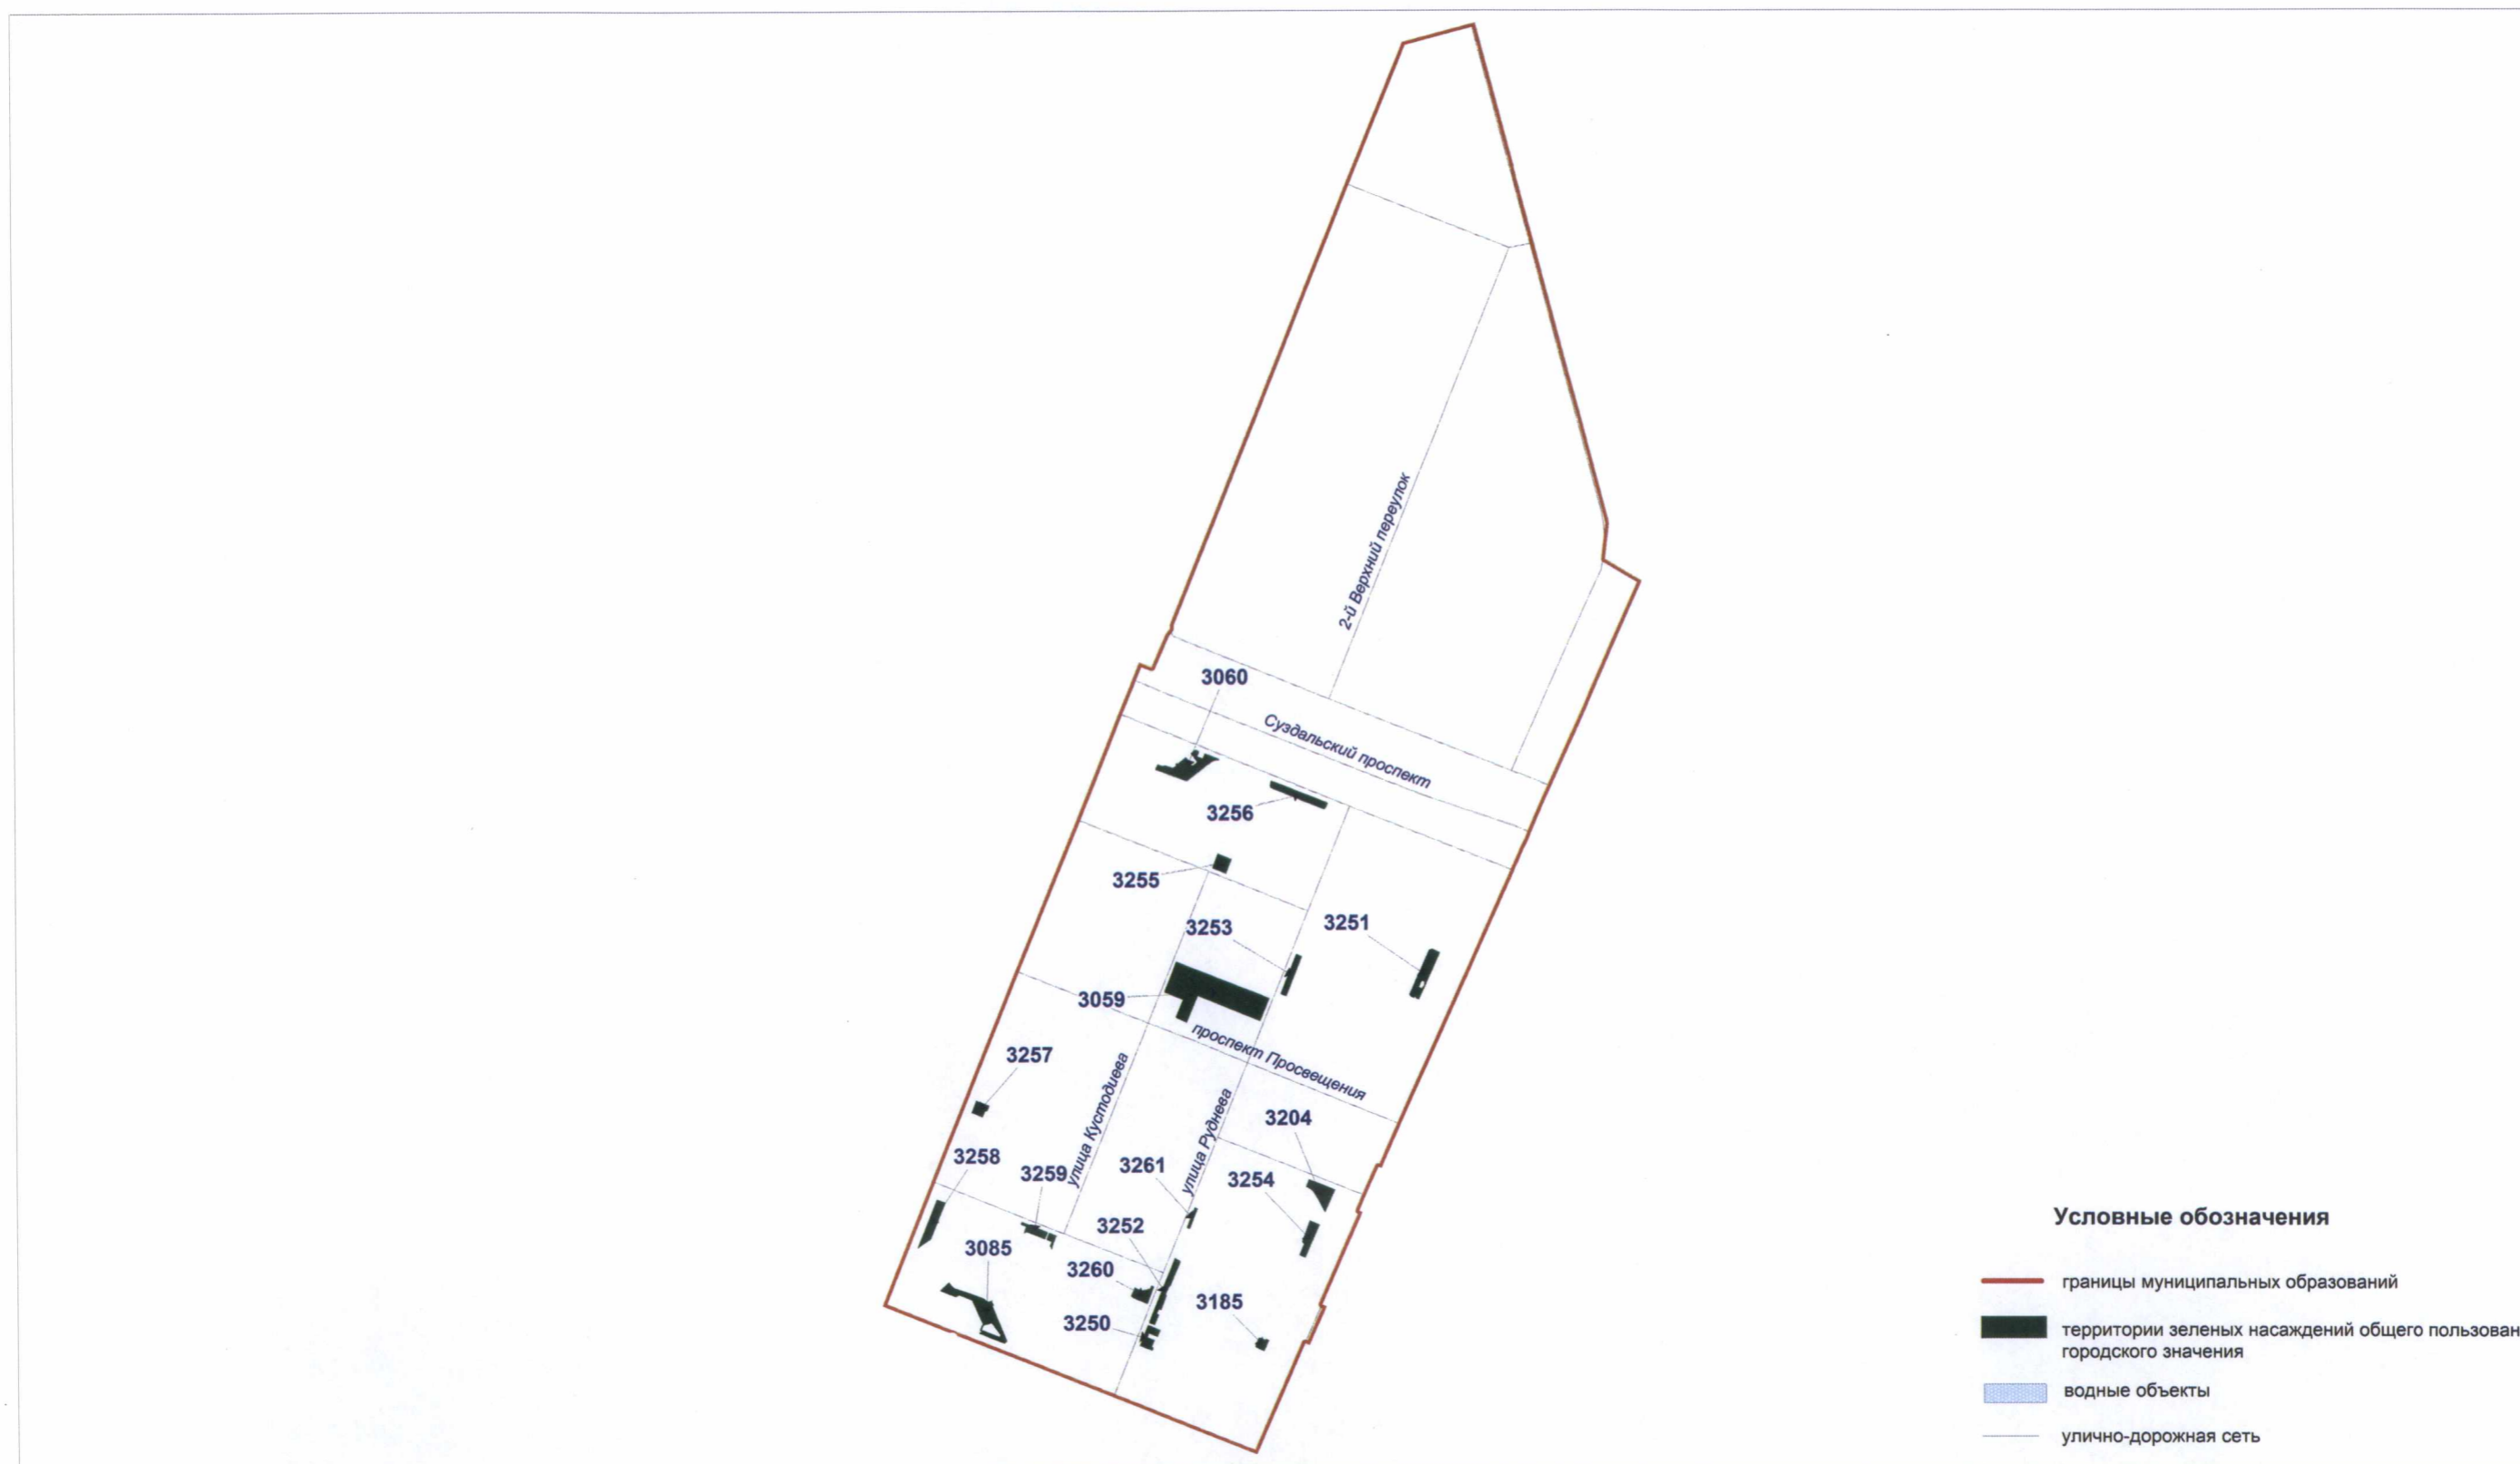 2-й Верхний переулок
3060
Суздальский проспект
3256
3255
3253
3251
3059
проспект Просвещения
3257
улица Кустодиева
улица Руднева
3204
3258
3259
3261
3254
3252
3085
3260
3185
3250
Условные обозначения
границы муниципальных образований
территории зеленых насаждений общего пользован
городского значения
водные объекты
улично-дорожная сеть